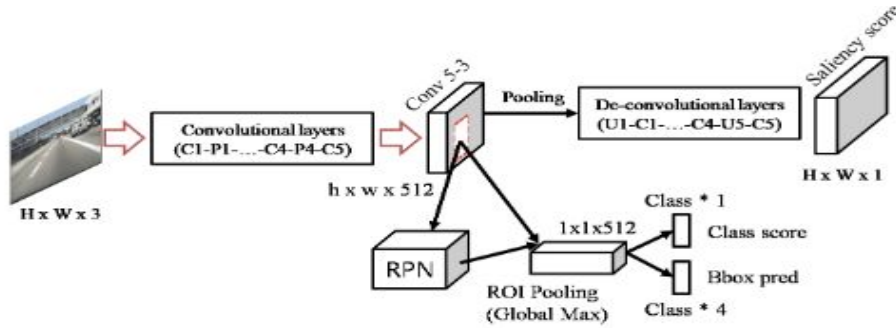 H x W x 3
Convolutional layers
(C1-P1-....-C4-P4-C5)
Conv 5-3
h x w x 512
Pooling
De-convolutional layers
(U1-C1-....-C4-U5-C5)
Saliency score
H x W x 1
RPN
1x1x512
ROI Pooling
(Global Max)
Class * 1
Class score
Bbox pred
Class * 4